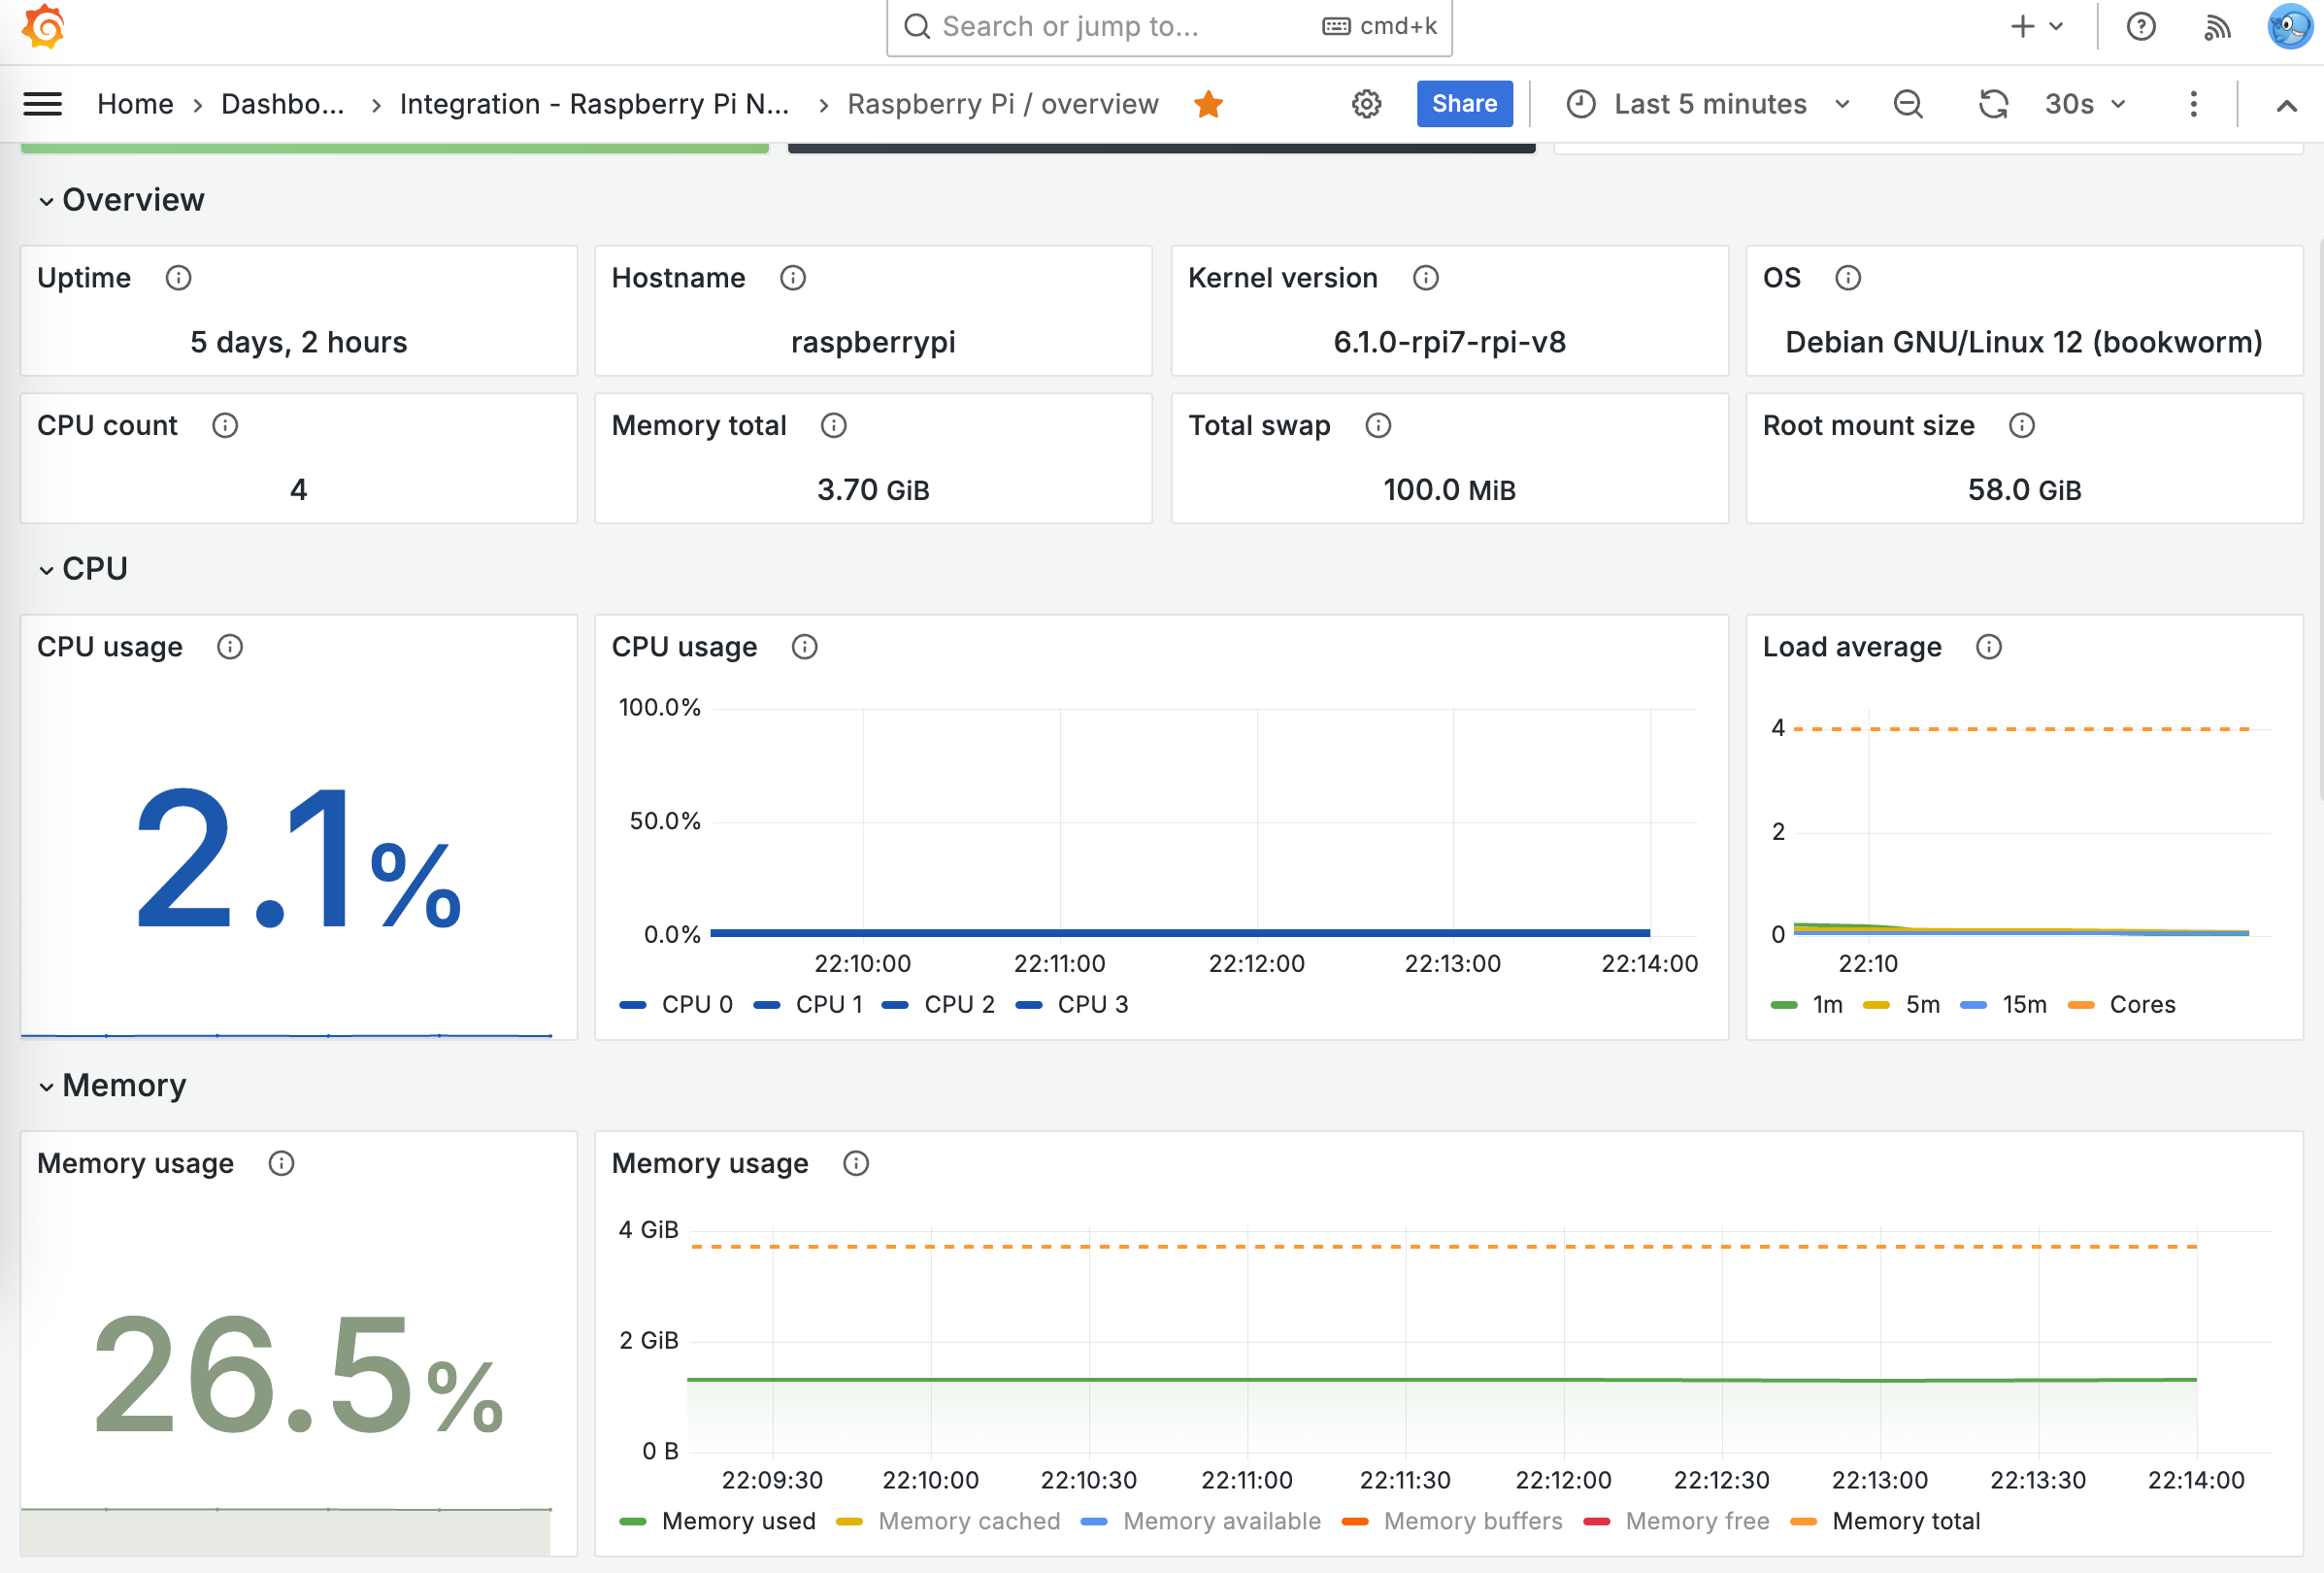 Search or jump to... cmd+k
Home › Dashbo... › Integration - Raspberry Pi N... › Raspberry Pi / overview Share Last 5 minutes 30s
Overview
Uptime
5 days, 2 hours
Hostname
raspberrypi
Kernel version
6.1.0-rpi7-rpi-v8
OS
Debian GNU/Linux 12 (bookworm)
CPU count
4
Memory total
3.70 GiB
Total swap
100.0 MiB
Root mount size
58.0 GiB
CPU
CPU usage
2.1%
CPU usage
100.0%
50.0%
0.0%
22:10:00 22:11:00 22:12:00 22:13:00 22:14:00
CPU 0 CPU 1 CPU 2 CPU 3
Load average
4
2
0
22:10
1m 5m 15m Cores
Memory
Memory usage
26.5%
Memory usage
4 GiB
2 GiB
0 B
22:09:30 22:10:00 22:10:30 22:11:00 22:11:30 22:12:00 22:12:30 22:13:00 22:13:30 22:14:00
Memory used Memory cached Memory available Memory buffers Memory free Memory total